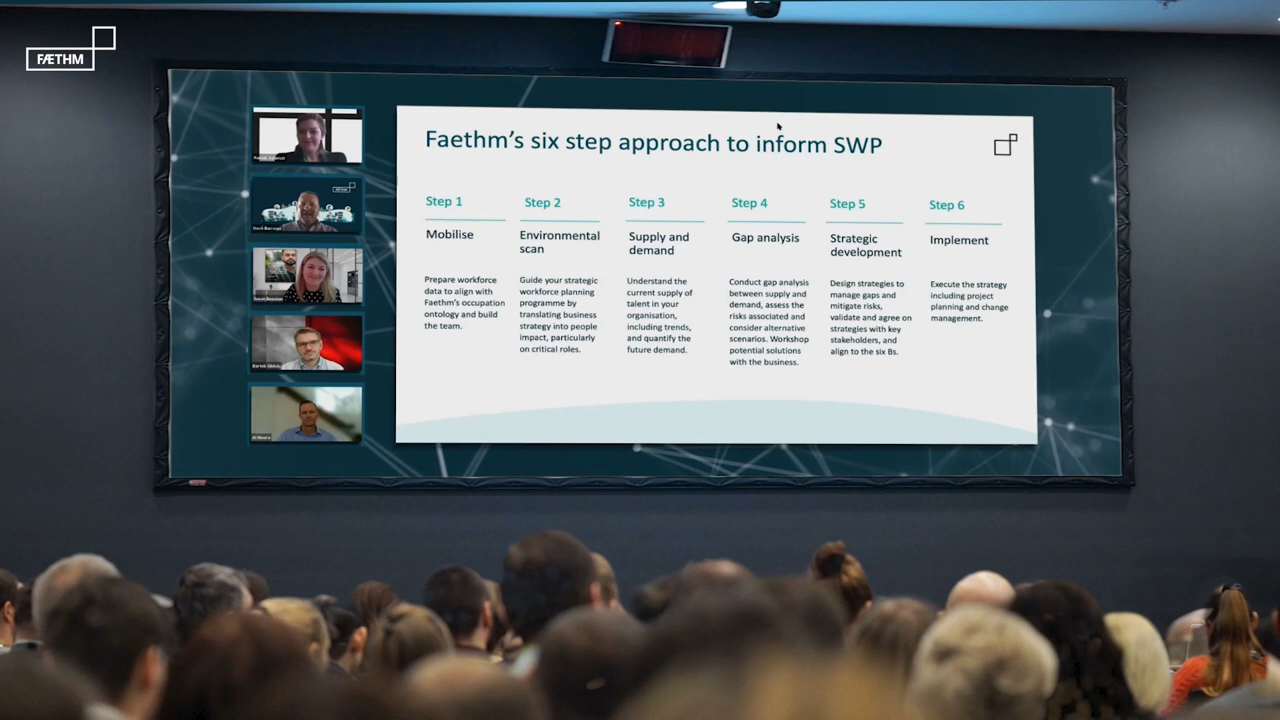 FÆTHM
Faethm's six step approach to inform SWP
Step 1
Mobilise
Prepare workforce
data to align with
Faethm's occupation
ontology and build
the team.
Step 2
Environmental
scan
Guide your strategic
workforce planning
programme by
translating business
strategy into people
impact, particularly
on critical roles.
Step 3
Supply and
demand
Understand the
current supply of
talent in your
organisation,
including trends,
and quantify the
future demand.
Step 4
Gap analysis
Conduct gap analysis
between supply and
demand, assess the
risks associated and
consider alternative
scenarios. Workshop
potential solutions
with the business.
Step 5
Strategic
development
Design strategies to
manage gaps and
mitigate risks,
validate and agree on
strategies with key
stakeholders, and
align to the six Bs.
Step 6
Implement
Execute the strategy
including project
planning and change
management.